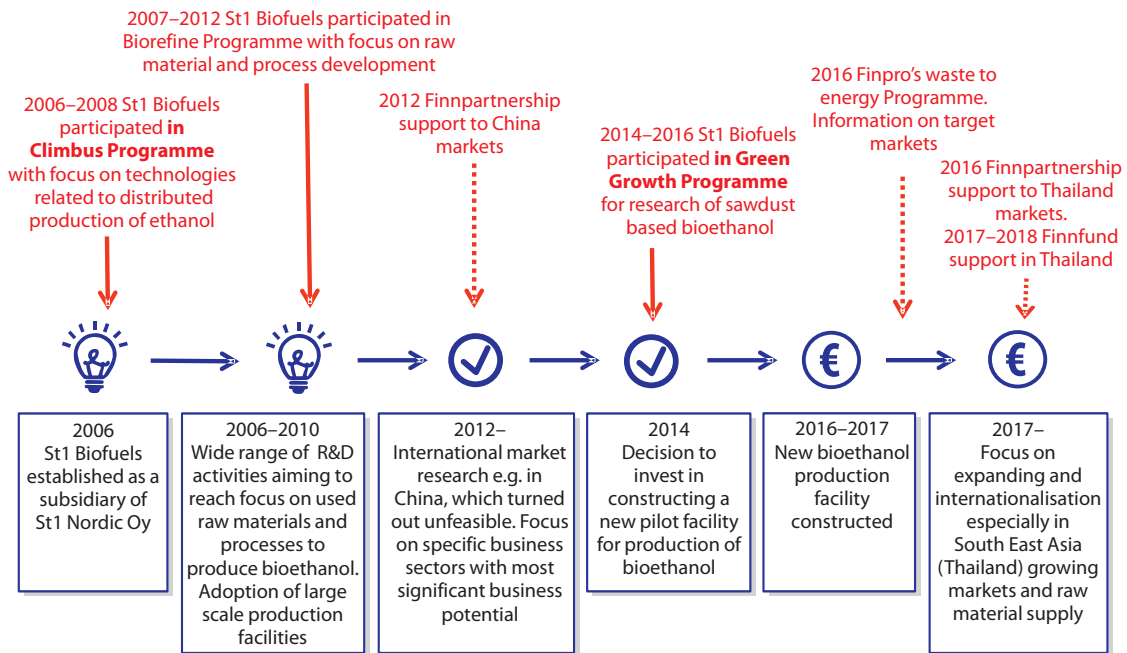 2007–2012 St1 Biofuels participated in
Biorefine Programme with focus on raw
material and process development
2006–2008 St1 Biofuels
participated in
Climbus Programme
with focus on technologies
related to distributed
production of ethanol
2012 Finnpartnership
support to China
markets
2014–2016 St1 Biofuels
participated in Green
Growth Programme
for research of sawdust
based bioethanol
2016 Finpro's waste to
energy Programme.
Information on target
markets
2016 Finnpartnership
support to Thailand
markets.
2017–2018 Finnfund
support in Thailand
€
€
2006
St1 Biofuels
established as a
subsidiary of
St1 Nordic Oy
2006–2010
Wide range of R&D
activities aiming to
reach focus on used
raw materials and
processes to
produce bioethanol.
Adoption of large
scale production
facilities
2012–
International market
research e.g. in
China, which turned
out unfeasible. Focus
on specific business
sectors with most
significant business
potential
2014
Decision to
invest in
constructing a
new pilot facility
for production of
bioethanol
2016–2017
New bioethanol
production
facility
constructed
2017–
Focus on
expanding and
internationalisation
especially in
South East Asia
(Thailand) growing
markets and raw
material supply